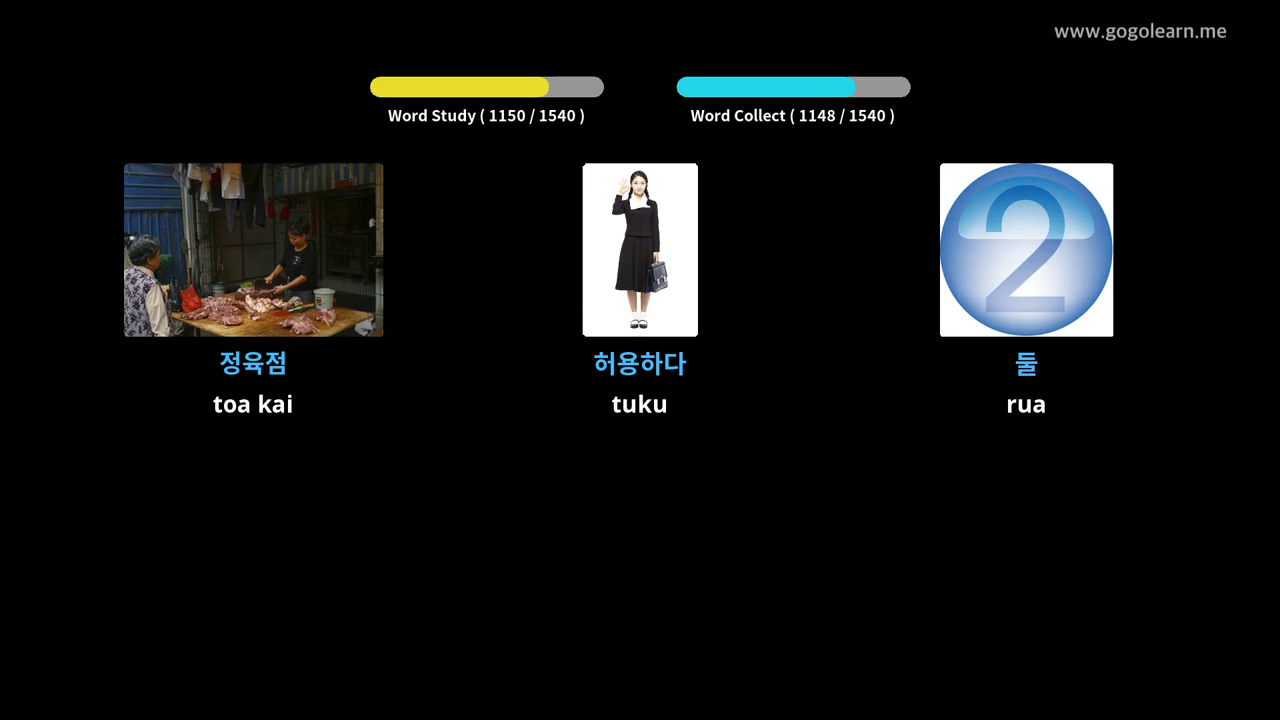 www.gogolearn.me
Word Study ( 1150 / 1540 )
Word Collect ( 1148 / 1540 )
2
정육점
허용하다
둘
toa kai
tuku
rua